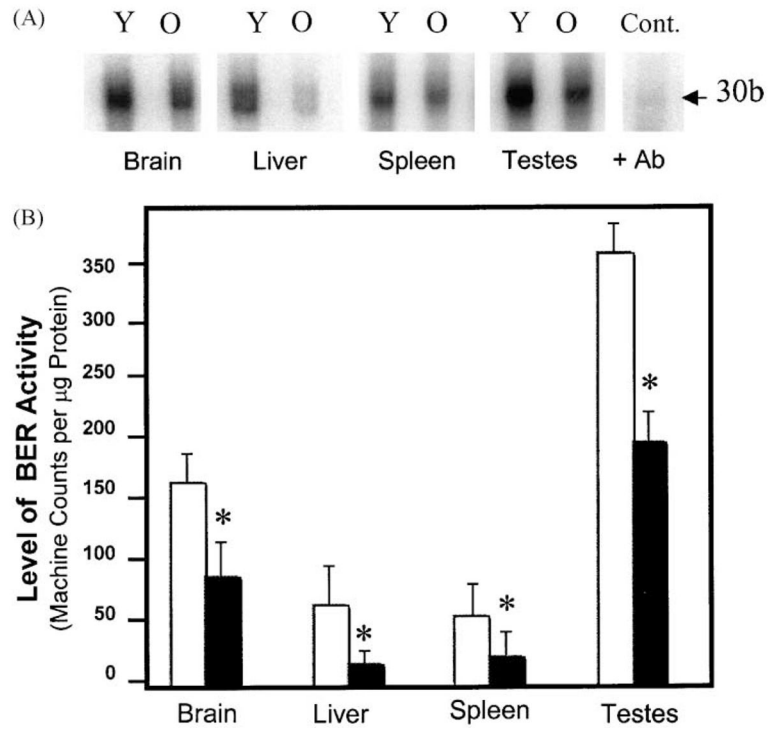 (A)
Y O Y O Y O Y O Cont.
30b
Brain Liver Spleen Testes + Ab
(B)
Level of BER Activity
(Machine Counts per µg Protein)
350
300
250
200
150
100
50
0
*
*
*
*
Brain Liver Spleen Testes